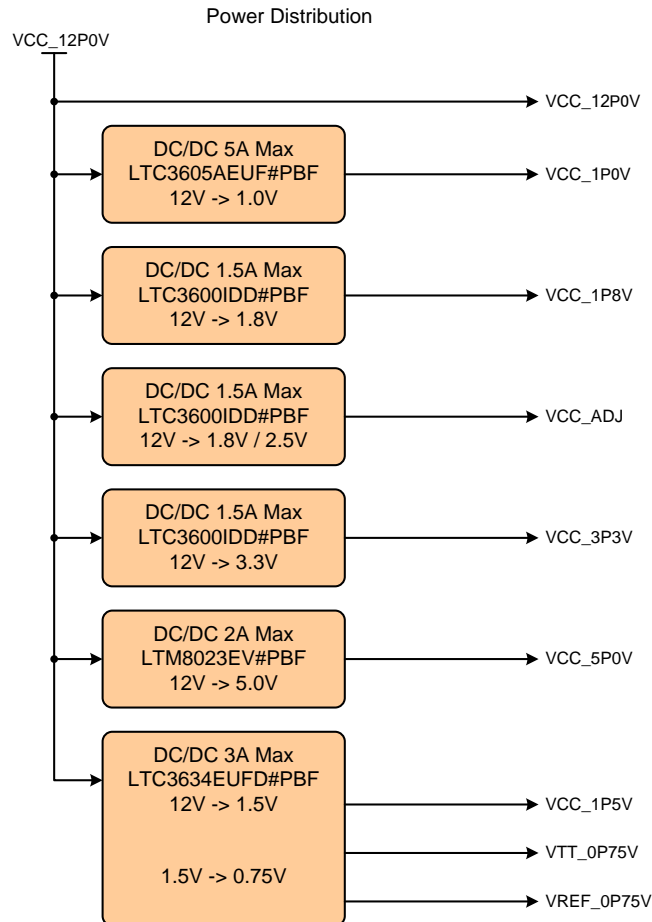 Power Distribution
VCC_12P0V
VCC_12P0V
DC/DC 5A Max
LTC3605AEUF#PBF
12V -> 1.0V
VCC_1P0V
DC/DC 1.5A Max
LTC3600IDD#PBF
12V -> 1.8V
VCC_1P8V
DC/DC 1.5A Max
LTC3600IDD#PBF
12V -> 1.8V / 2.5V
VCC_ADJ
DC/DC 1.5A Max
LTC3600IDD#PBF
12V -> 3.3V
VCC_3P3V
DC/DC 2A Max
LTM8023EV#PBF
12V -> 5.0V
VCC_5P0V
DC/DC 3A Max
LTC3634EUFD#PBF
12V -> 1.5V
VCC_1P5V
VTT_0P75V
1.5V -> 0.75V
VREF_0P75V